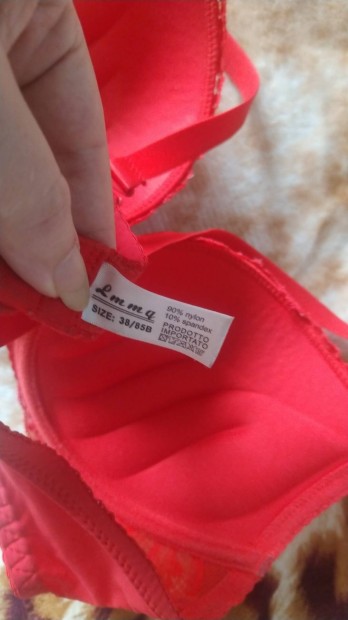 Lmmq
SIZE: 38/85B
90% nylon
10% spandex
PRODOTTO
IMPORTATO